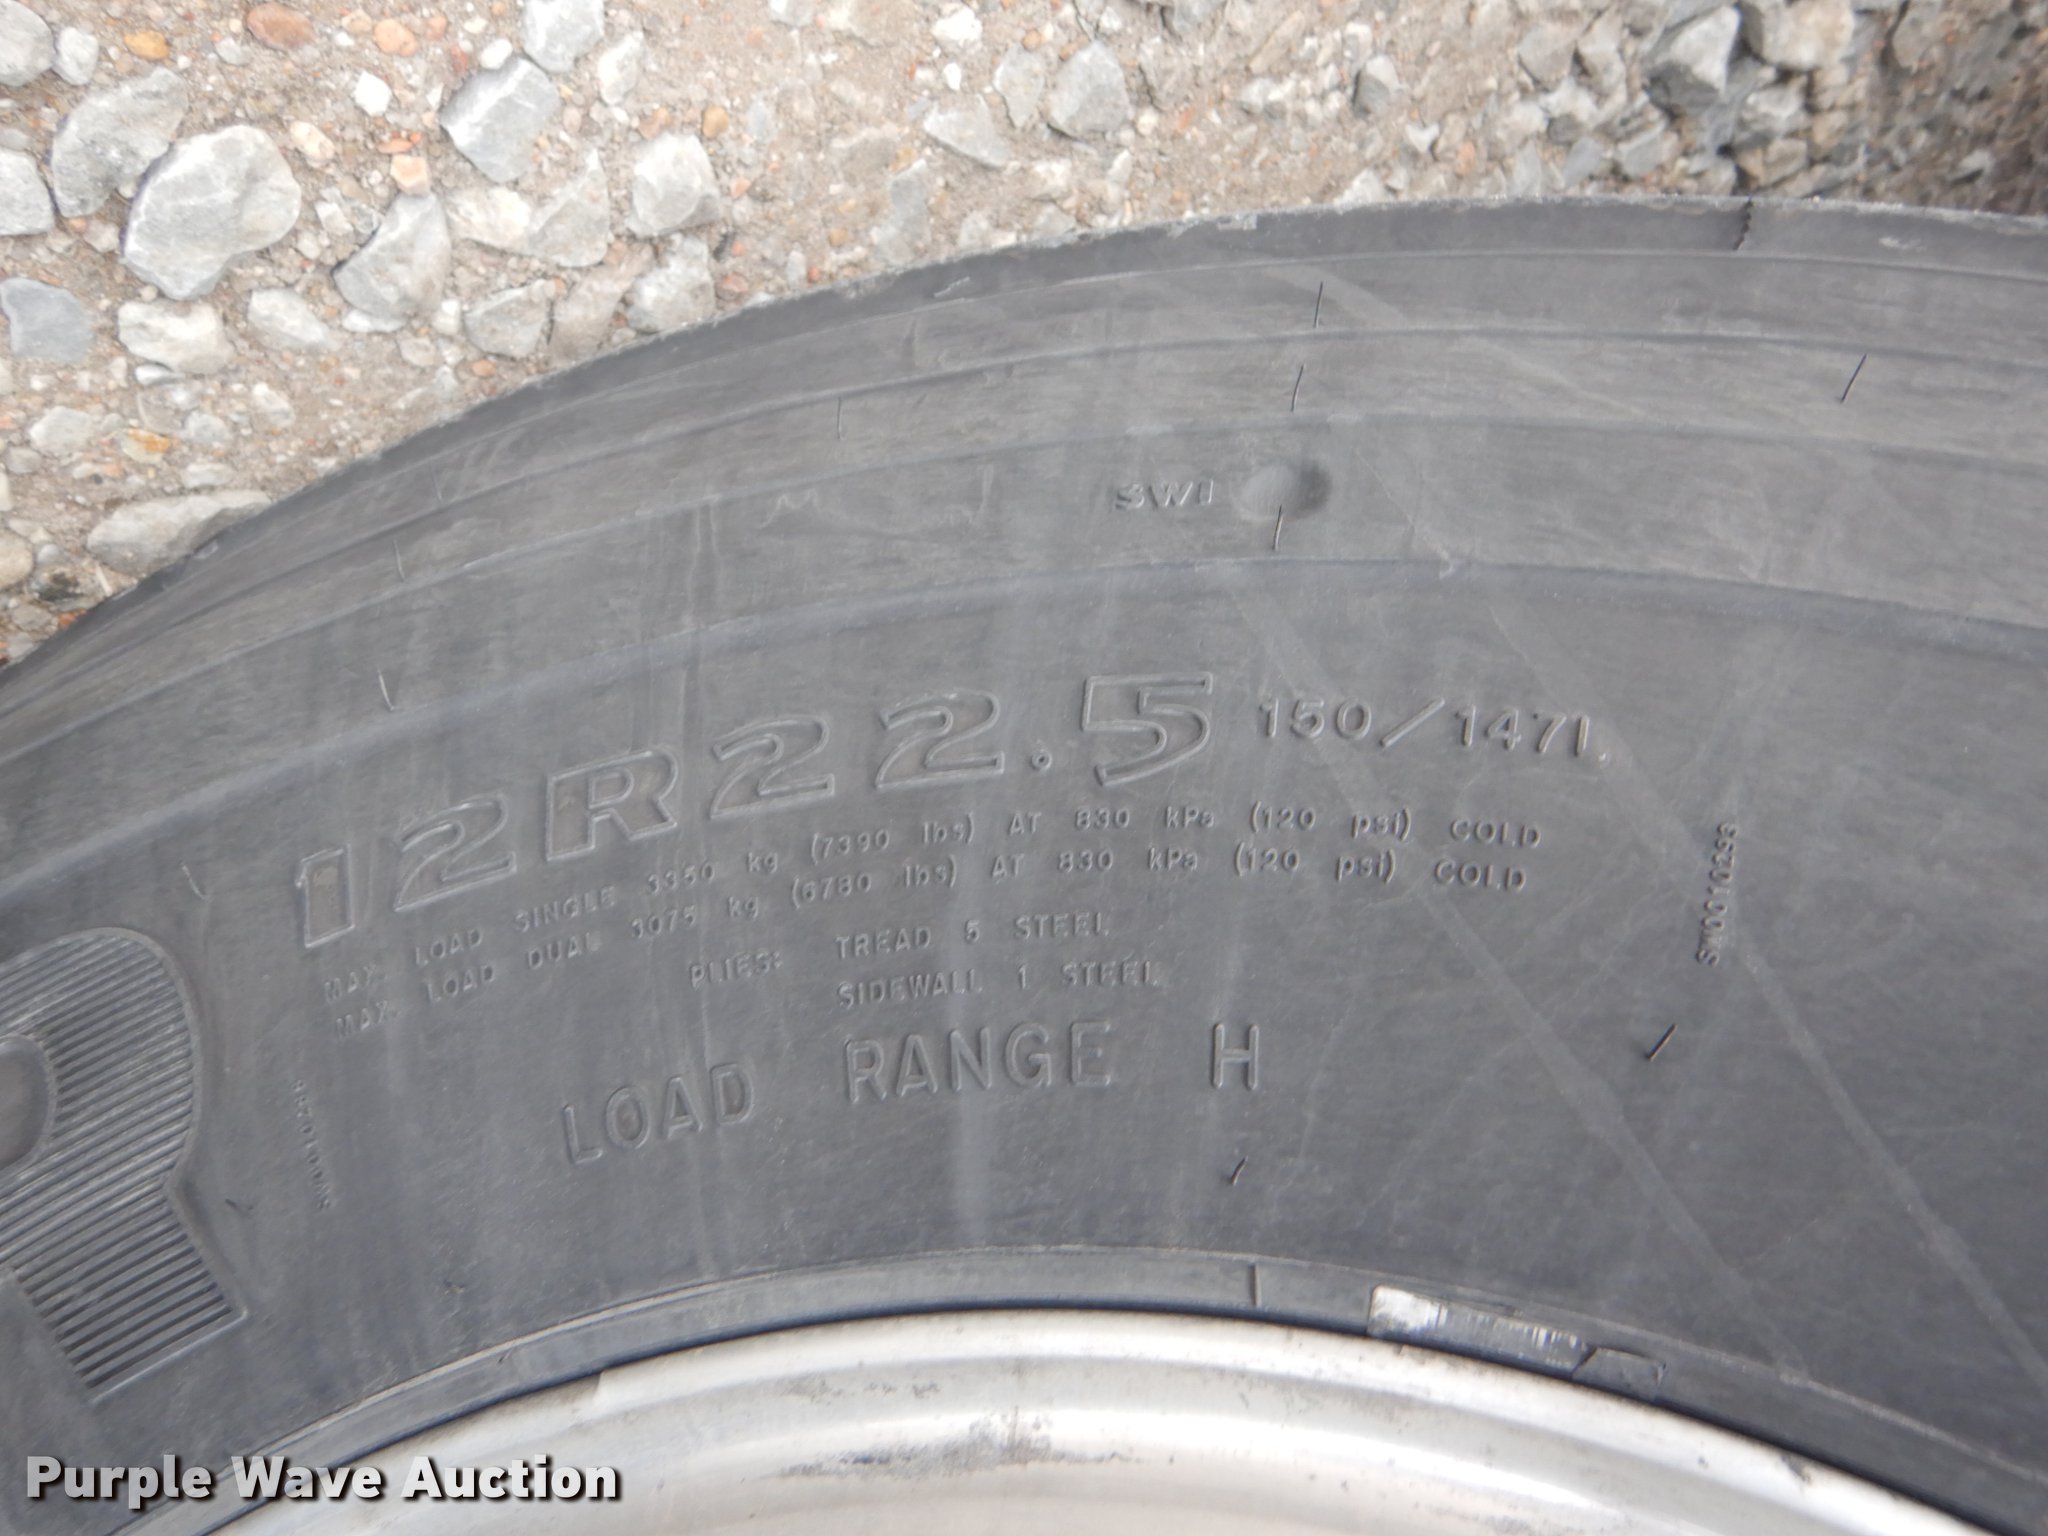 SWI
12R22.5 150/147L
MAX. LOAD SINGLE 3350 kg (7390 lbs) AT 830 kPa (120 psi) COLD
MAX. LOAD DUAL 3075 kg (6780 lbs) AT 830 kPa (120 psi) COLD
PLIES: TREAD 5 STEEL
SIDEWALL 1 STEEL
LOAD RANGE H
SW0010293
Purple Wave Auction